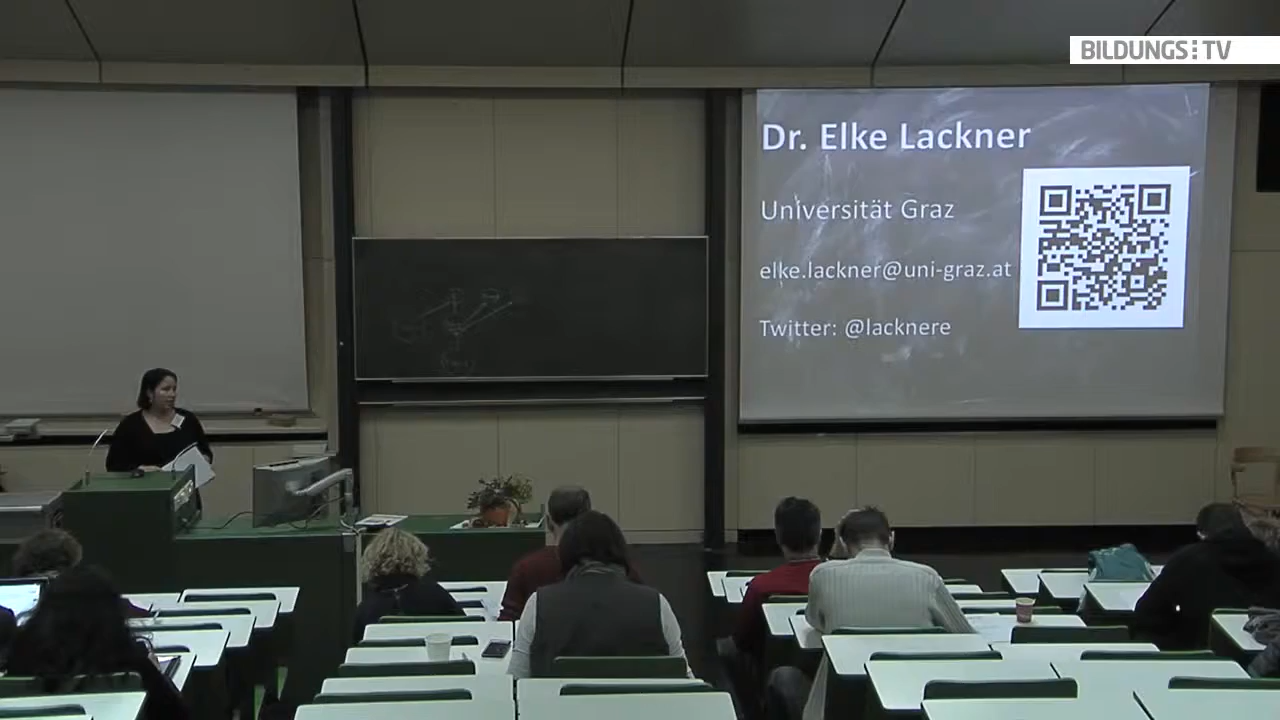 BILDUNGS TV
Dr. Elke Lackner
Universität Graz
elke.lackner@uni-graz.at
Twitter: @lacknere